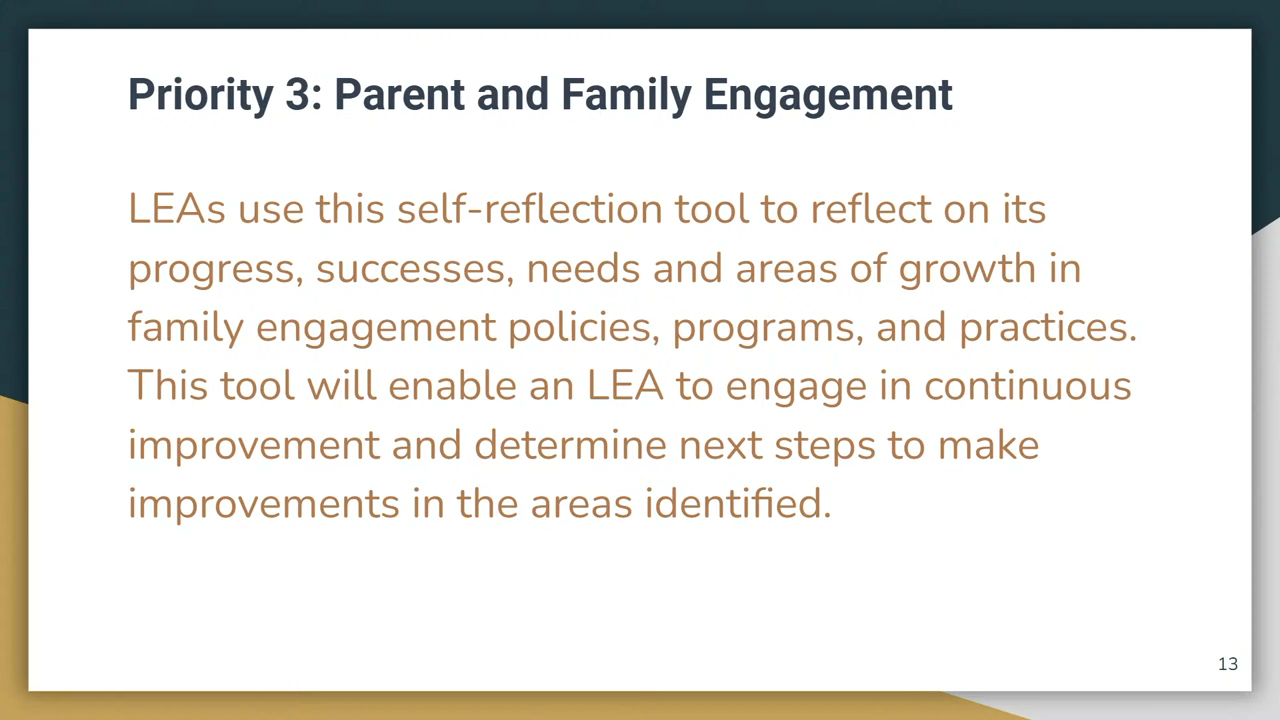 Priority 3: Parent and Family Engagement
LEAs use this self-reflection tool to reflect on its
progress, successes, needs and areas of growth in
family engagement policies, programs, and practices.
This tool will enable an LEA to engage in continuous
improvement and determine next steps to make
improvements in the areas identified.
13